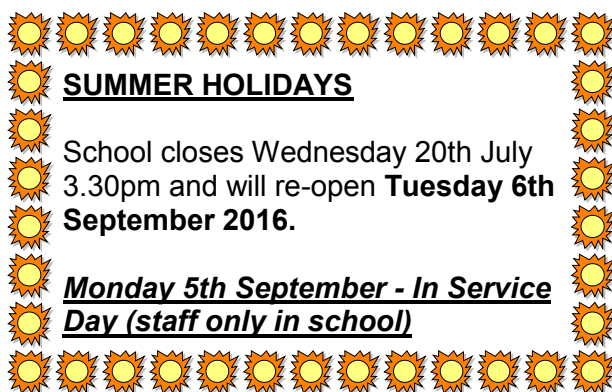 SUMMER HOLIDAYS
School closes Wednesday 20th July
3.30pm and will re-open Tuesday 6th
September 2016.
Monday 5th September - In Service
Day (staff only in school)